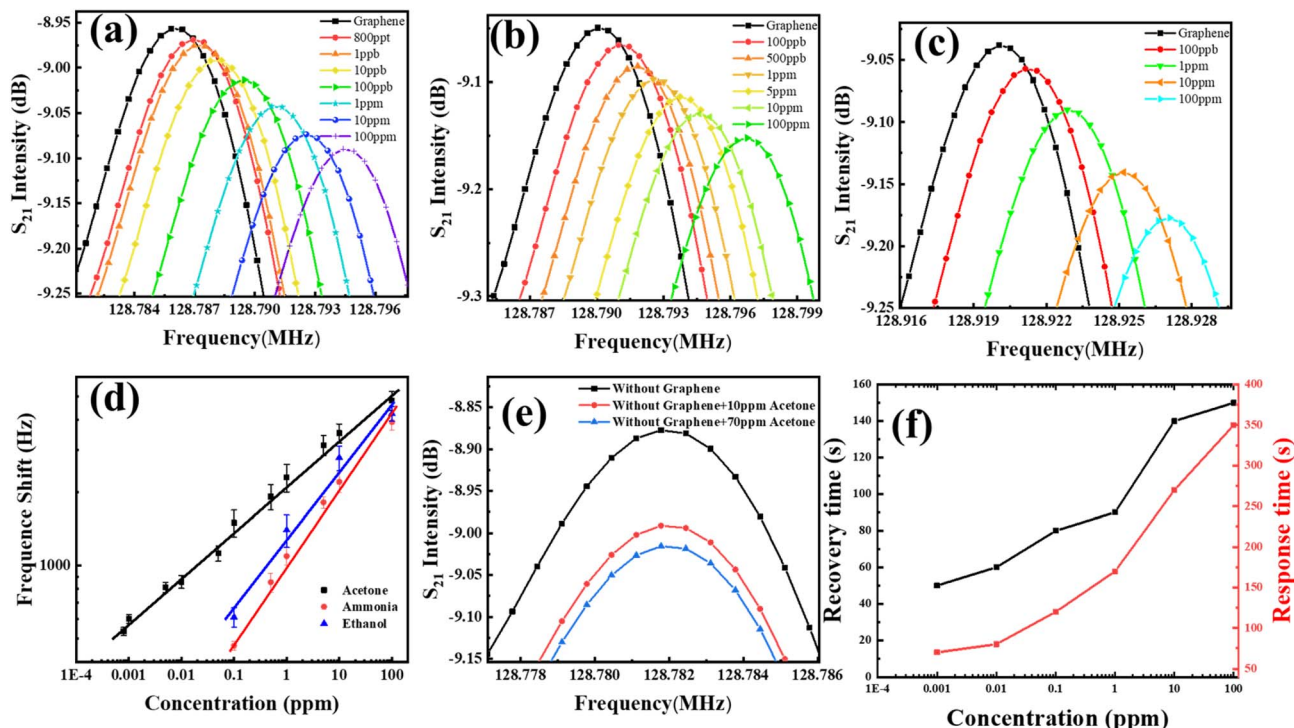 (a)
Graphene
800ppt
1ppb
10ppb
100ppb
1ppm
10ppm
100ppm
-8.95
-9.00
-9.05
-9.10
-9.15
-9.20
-9.25
S21 Intensity (dB)
128.784 128.787 128.790 128.793 128.796
Frequency(MHz)
(b)
Graphene
100ppb
500ppb
1ppm
5ppm
10ppm
100ppm
-9.1
-9.2
-9.3
S21 Intensity (dB)
128.787 128.790 128.793 128.796 128.799
Frequency(MHz)
(c)
Graphene
100ppb
1ppm
10ppm
100ppm
-9.05
-9.10
-9.15
-9.20
-9.25
S21 Intensity (dB)
128.916 128.919 128.922 128.925 128.928
Frequency(MHz)
(d)
Frequence Shift (Hz)
1000
Acetone
Ammonia
Ethanol
1E-4 0.001 0.01 0.1 1 10 100
Concentration (ppm)
(e)
Without Graphene
Without Graphene+10ppm Acetone
Without Graphene+70ppm Acetone
-8.85
-8.90
-8.95
-9.00
-9.05
-9.10
-9.15
S21 Intensity (dB)
128.778 128.780 128.782 128.784 128.786
Frequency(MHz)
(f)
160
140
120
100
80
60
40
20
0
Recovery time (s)
400
350
300
250
200
150
100
50
Response time (s)
1E-4 0.001 0.01 0.1 1 10 100
Concentration (ppm)